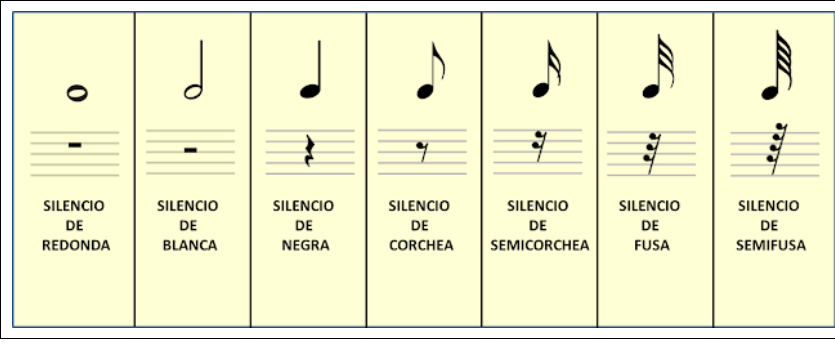 SILENCIO
DE
REDONDA
SILENCIO
DE
BLANCA
SILENCIO
DE
NEGRA
SILENCIO
DE
CORCHEA
SILENCIO
DE
SEMICORCHEA
SILENCIO
DE
FUSA
SILENCIO
DE
SEMIFUSA